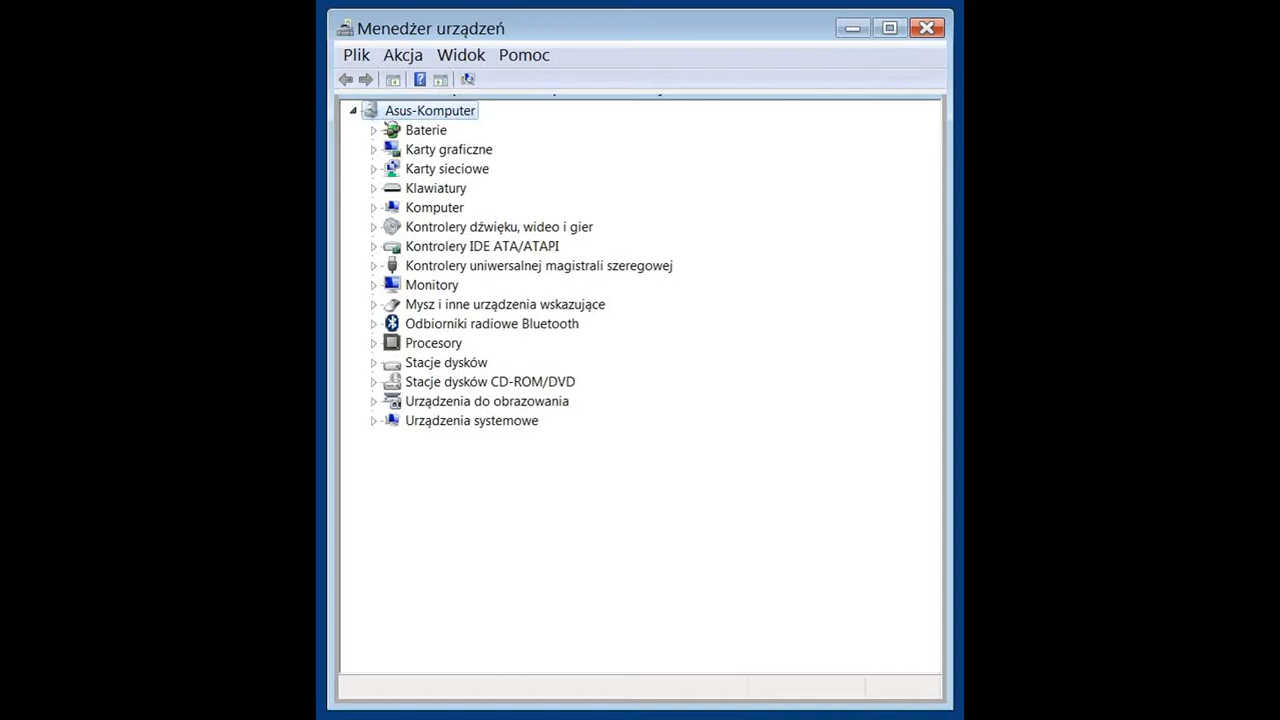 Menedżer urządzeń
Plik Akcja Widok Pomoc
Asus-Komputer
Baterie
Karty graficzne
Karty sieciowe
Klawiatury
Komputer
Kontrolery dźwięku, wideo i gier
Kontrolery IDE ATA/ATAPI
Kontrolery uniwersalnej magistrali szeregowej
Monitory
Mysz i inne urządzenia wskazujące
Odbiorniki radiowe Bluetooth
Procesory
Stacje dysków
Stacje dysków CD-ROM/DVD
Urządzenia do obrazowania
Urządzenia systemowe